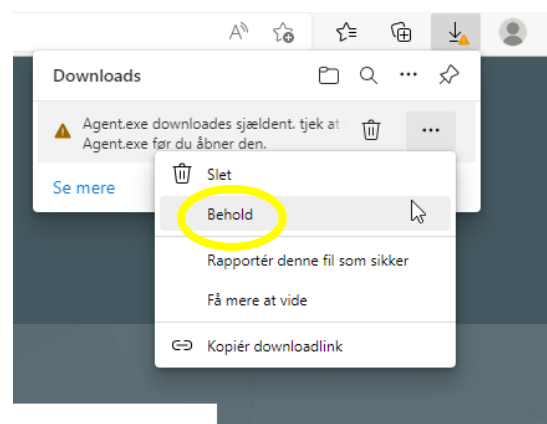 Downloads
Agent.exe downloades sjældent. tjek at
Agent.exe før du åbner den.
Se mere
Slet
Behold
Rapportér denne fil som sikker
Få mere at vide
Kopiér downloadlink